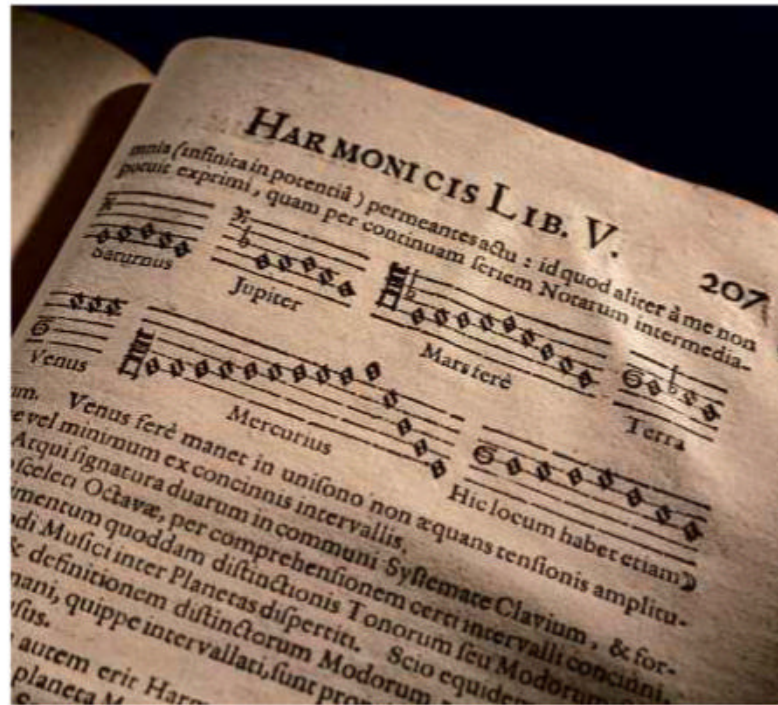 HARMONICIS LIB. V. 207
omnia (infinita in potentiâ) permeantes actu : id quod aliter à me non
potuit exprimi, quam per continuam seriem Notarum intermedia-
Saturnus Jupiter Mars ferè Terra
Venus Mercurius Hic locum habet etiam ☽
um. Venus ferè manet in unisono non æquans tensionis amplitu-
e vel minimum ex concinnis intervallis.
Atqui signatura duarum in communi Systemate Clavium, & for-
Octavæ, per comprehensionem certi intervalli concinni,
mentum quoddam distinctionis Tonorum seu Modorum
di Musici inter Planetas dispertiti. Scio equidem
& definitionem distinctorum Modorum
mani, quippe intervallati, sunt
autem erit
planeta